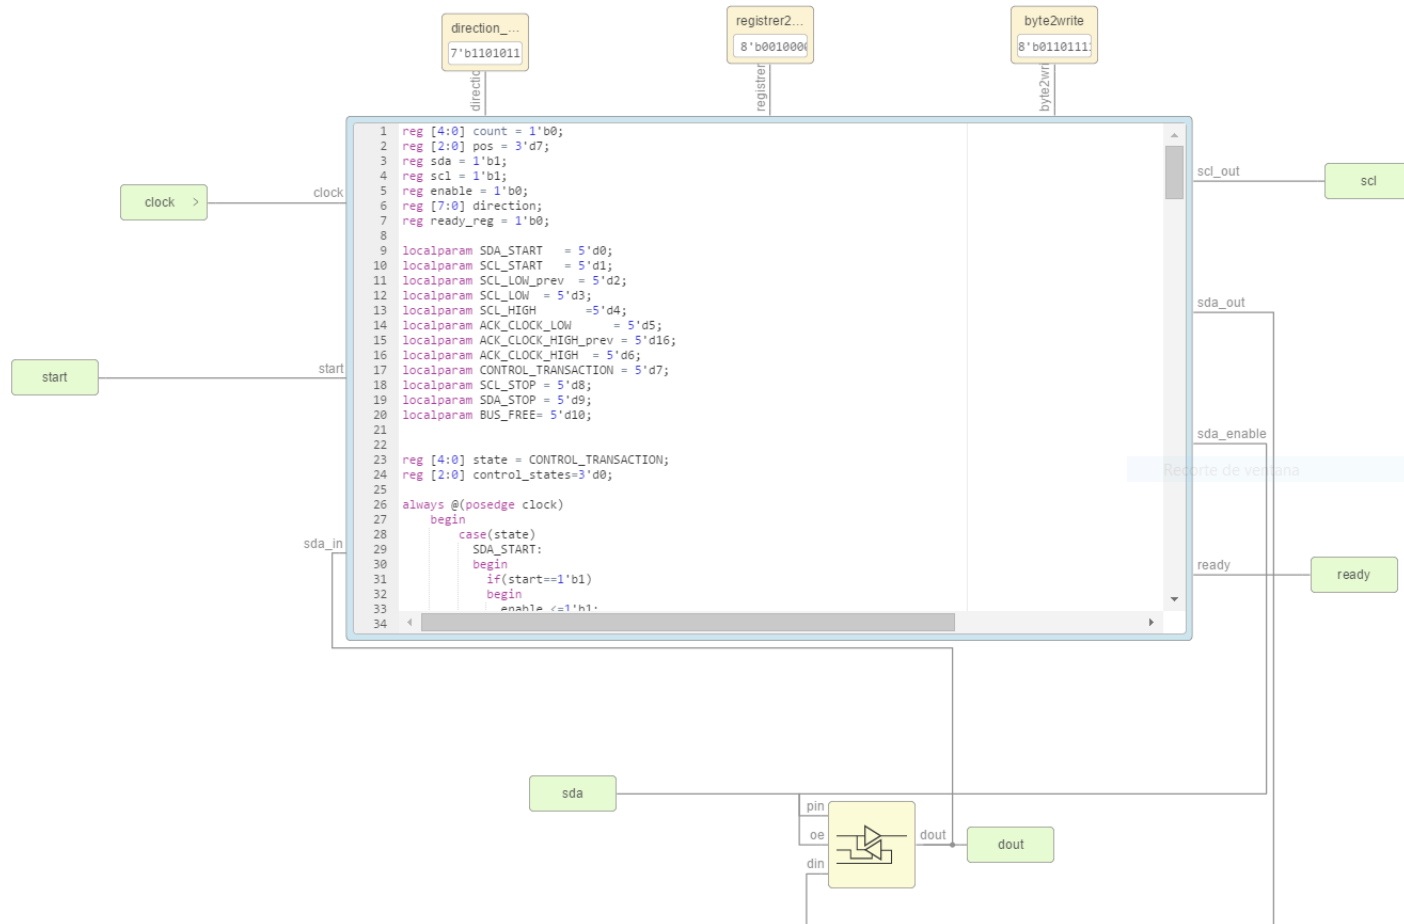 direction_...
7'b1101011
registrer2...
8'b001000
byte2write
8'b0110111
directio
registrer
byte2wri
clock
clock
start
start
sda_in
scl_out
scl
sda_out
sda_enable
Recorte de ventana
ready
ready
1 reg [4:0] count = 1'b0;
2 reg [2:0] pos = 3'd7;
3 reg sda = 1'b1;
4 reg scl = 1'b1;
5 reg enable = 1'b0;
6 reg [7:0] direction;
7 reg ready_reg = 1'b0;
8
9 localparam SDA_START   = 5'd0;
10 localparam SCL_START   = 5'd1;
11 localparam SCL_LOW_prev  = 5'd2;
12 localparam SCL_LOW  = 5'd3;
13 localparam SCL_HIGH       =5'd4;
14 localparam ACK_CLOCK_LOW      = 5'd5;
15 localparam ACK_CLOCK_HIGH_prev = 5'd16;
16 localparam ACK_CLOCK_HIGH  = 5'd6;
17 localparam CONTROL_TRANSACTION = 5'd7;
18 localparam SCL_STOP = 5'd8;
19 localparam SDA_STOP = 5'd9;
20 localparam BUS_FREE= 5'd10;
21
22
23 reg [4:0] state = CONTROL_TRANSACTION;
24 reg [2:0] control_states=3'd0;
25
26 always @(posedge clock)
27     begin
28         case(state)
29           SDA_START:
30           begin
31             if(start==1'b1)
32             begin
33               enable <=1'b1;
34
sda
pin
oe
din
dout
dout